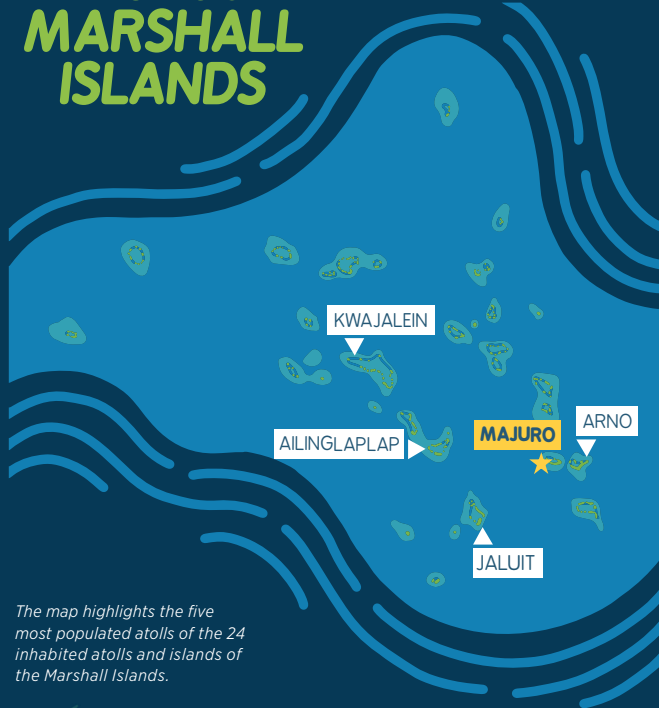 MARSHALL
ISLANDS
KWAJALEIN
ARNO
MAJURO
AILINGLAPLAP
JALUIT
The map highlights the five
most populated atolls of the 24
inhabited atolls and islands of
the Marshall Islands.